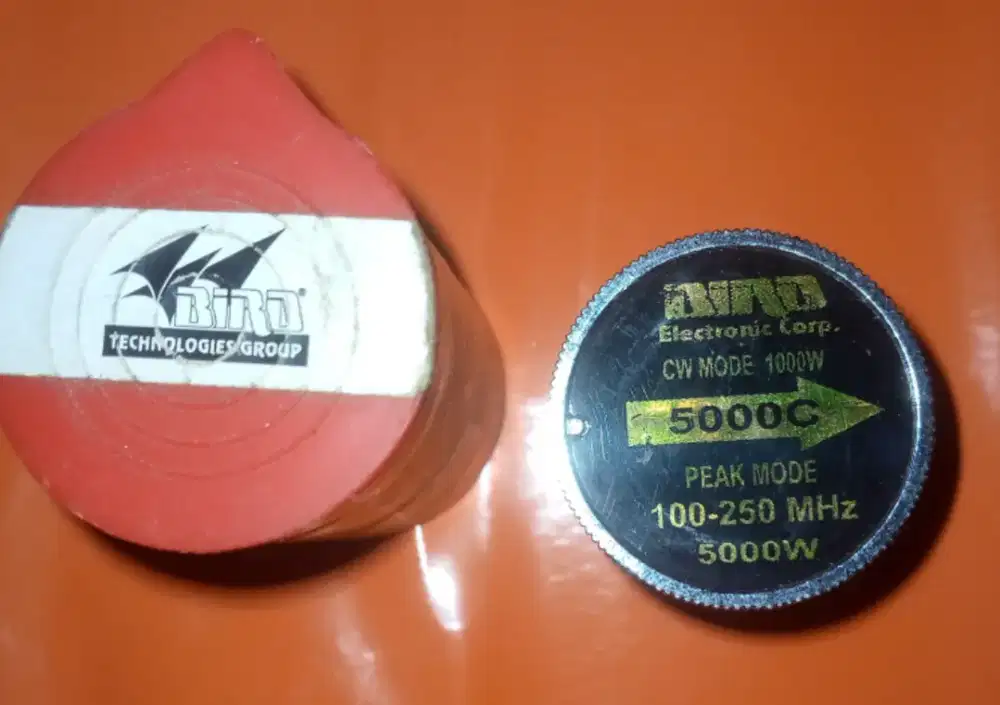 BIRD®
TECHNOLOGIES GROUP
BIRD
Electronic Corp.
CW MODE 1000W
5000C
PEAK MODE
100-250 MHz
5000W